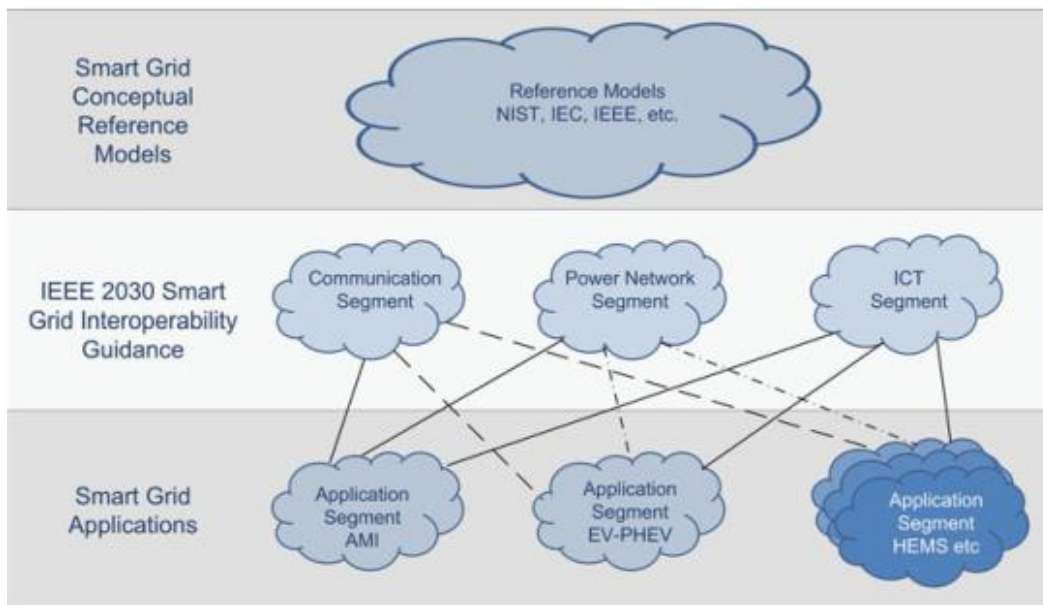 Smart Grid
Conceptual
Reference
Models
Reference Models
NIST, IEC, IEEE, etc.
IEEE 2030 Smart
Grid Interoperability
Guidance
Communication
Segment
Power Network
Segment
ICT
Segment
Smart Grid
Applications
Application
Segment
AMI
Application
Segment
EV-PHEV
Application
Segment
HEMS etc